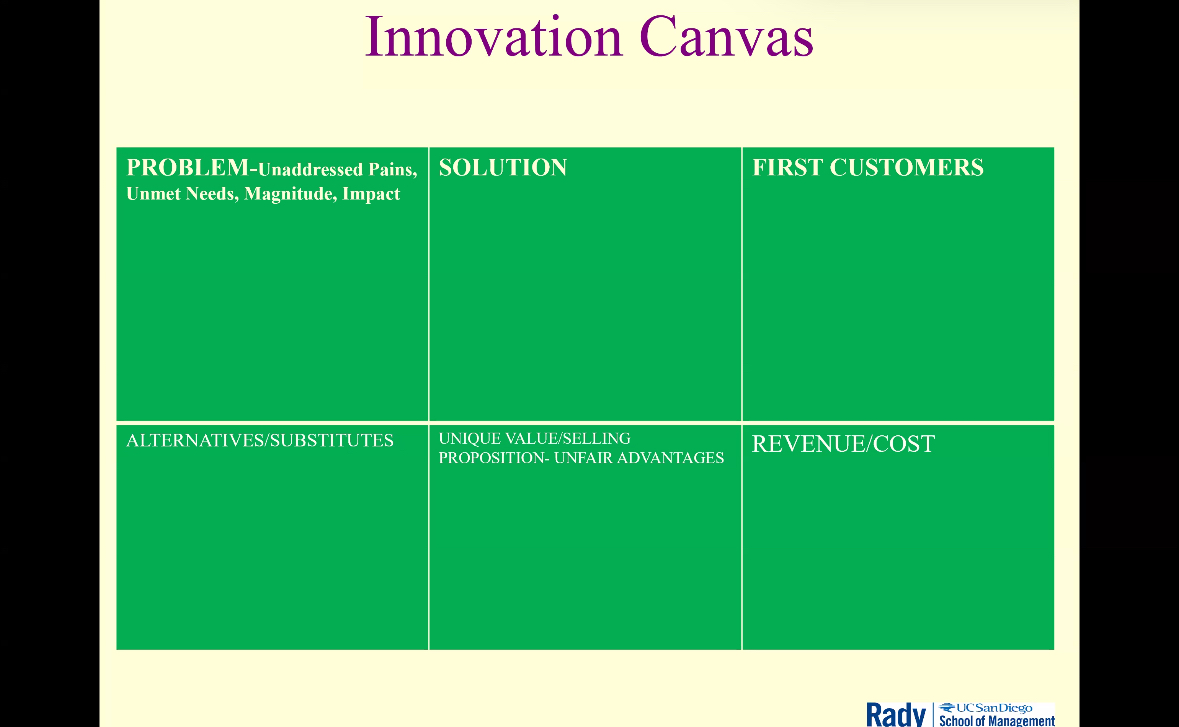 Innovation Canvas
PROBLEM-Unaddressed Pains,
Unmet Needs, Magnitude, Impact
SOLUTION
FIRST CUSTOMERS
ALTERNATIVES/SUBSTITUTES
UNIQUE VALUE/SELLING
PROPOSITION- UNFAIR ADVANTAGES
REVENUE/COST
Rady
UC San Diego
School of Management